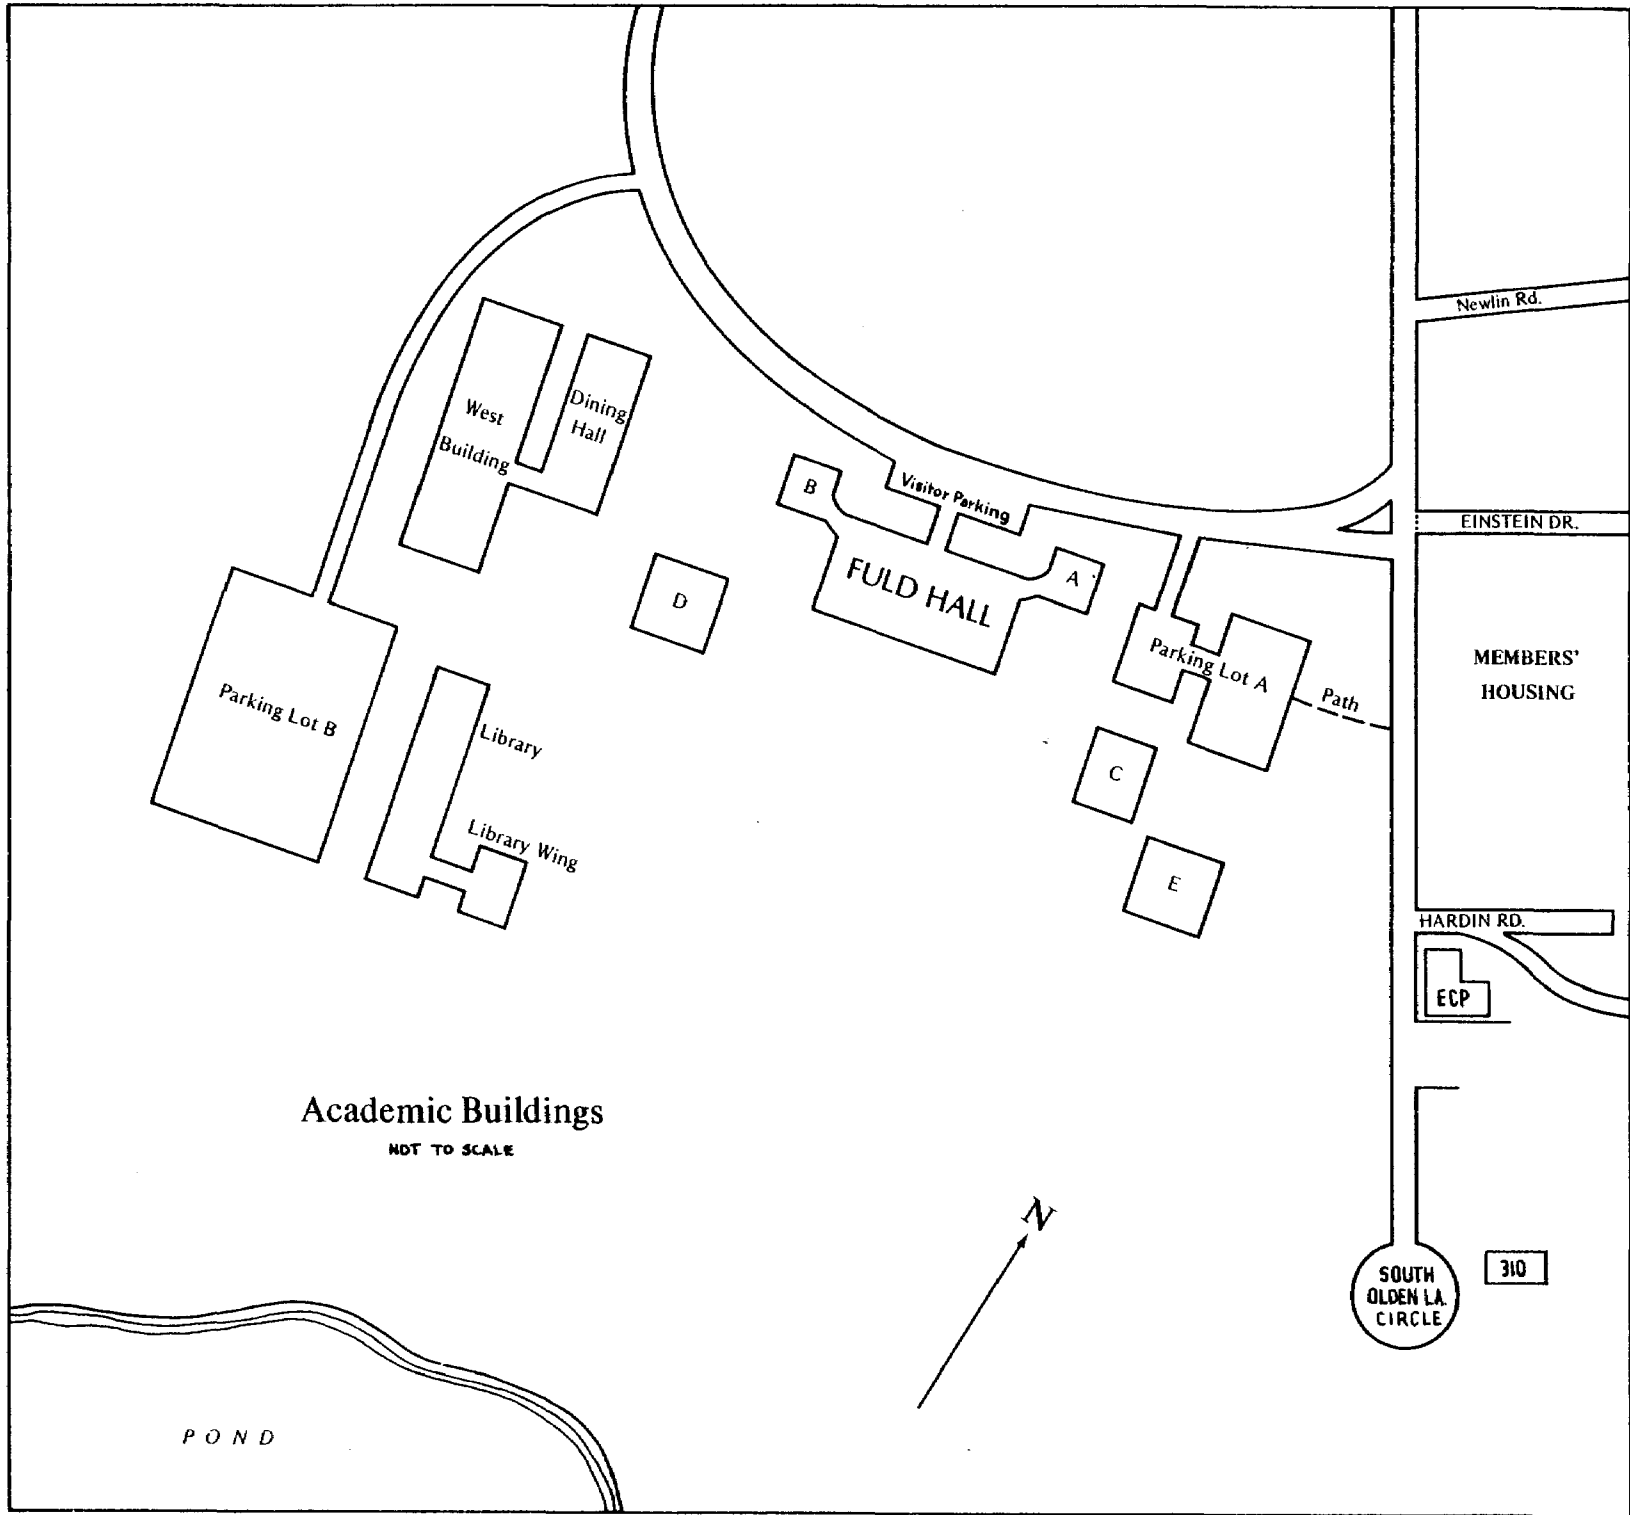 Newlin Rd.
West
Building
Dining
Hall
B
Visitor Parking
EINSTEIN DR.
FULD HALL
A
D
Parking Lot A
MEMBERS'
HOUSING
Path
Parking Lot B
Library
C
Library Wing
E
HARDIN RD.
ECP
Academic Buildings
NOT TO SCALE
N
SOUTH
OLDEN LA.
CIRCLE
310
POND